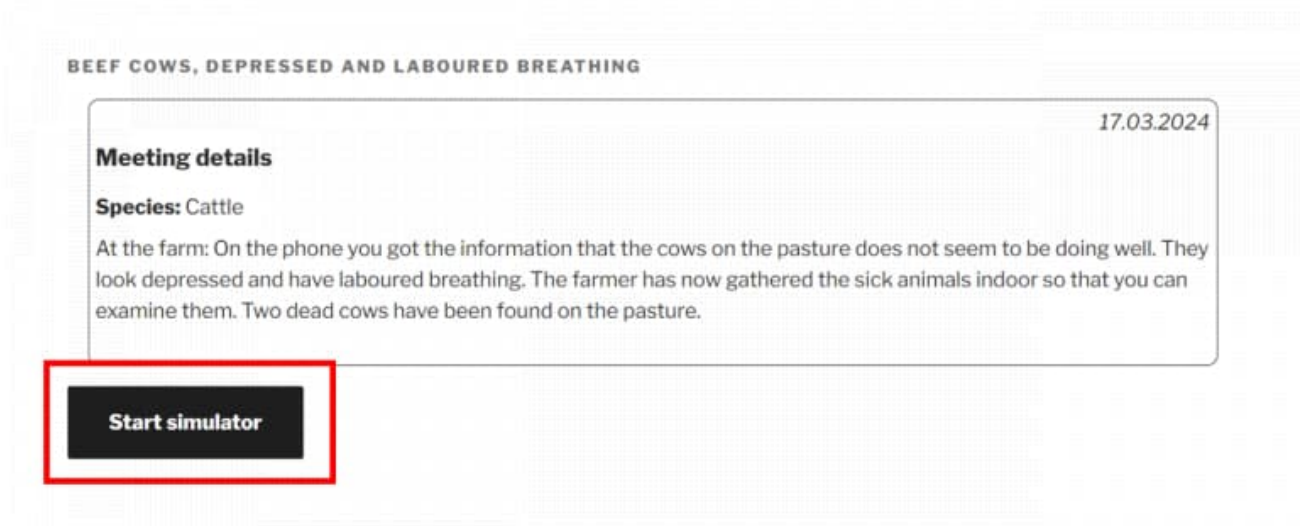 BEEF COWS, DEPRESSED AND LABOURED BREATHING
17.03.2024
Meeting details
Species: Cattle
At the farm: On the phone you got the information that the cows on the pasture does not seem to be doing well. They
look depressed and have laboured breathing. The farmer has now gathered the sick animals indoor so that you can
examine them. Two dead cows have been found on the pasture.
Start simulator